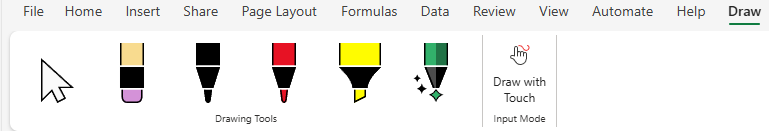 File Home Insert Share Page Layout Formulas Data Review View Automate Help Draw
Draw with
Touch
Drawing Tools Input Mode